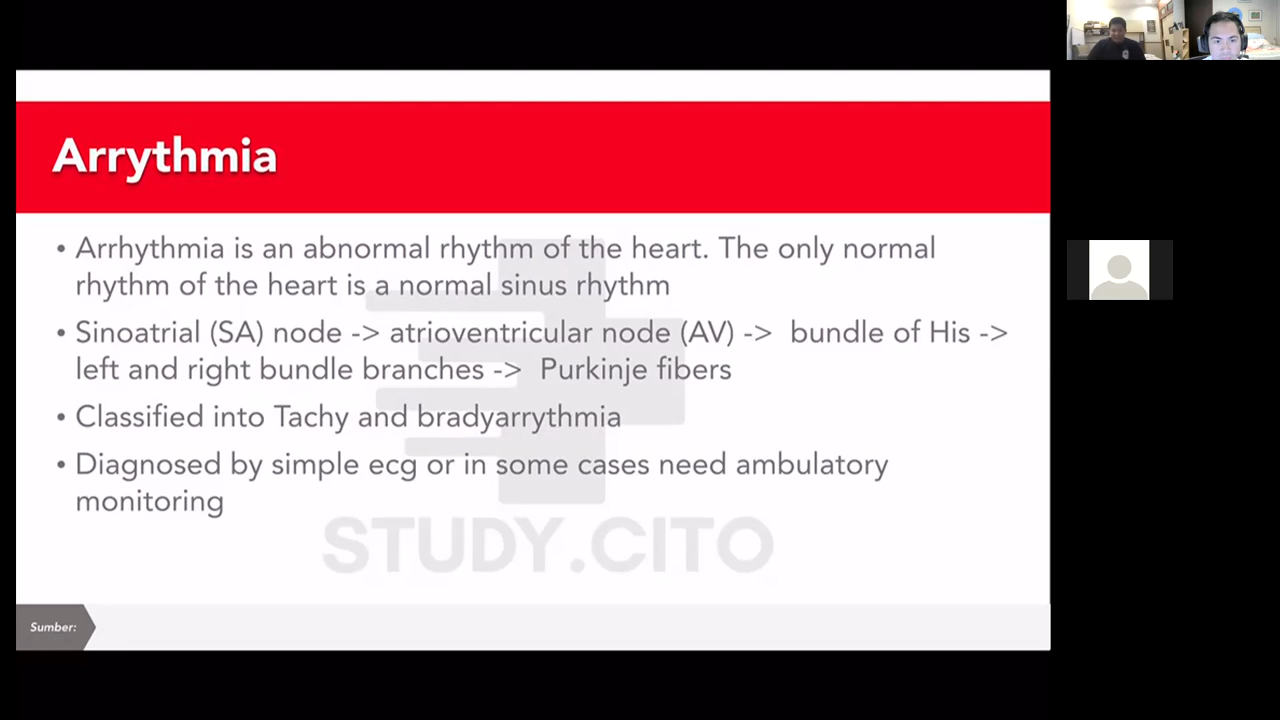 Arrythmia
• Arrhythmia is an abnormal rhythm of the heart. The only normal
rhythm of the heart is a normal sinus rhythm
• Sinoatrial (SA) node -> atrioventricular node (AV) -> bundle of His ->
left and right bundle branches -> Purkinje fibers
• Classified into Tachy and bradyarrythmia
• Diagnosed by simple ecg or in some cases need ambulatory
monitoring
STUDY.CITO
Sumber: